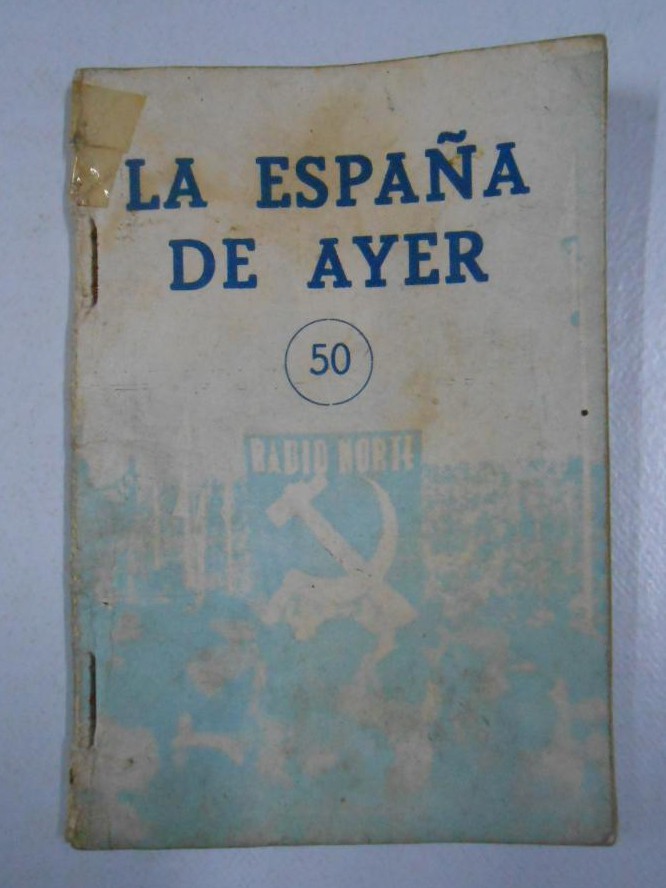 LA ESPAÑA
DE AYER
50
RADIO NORTE